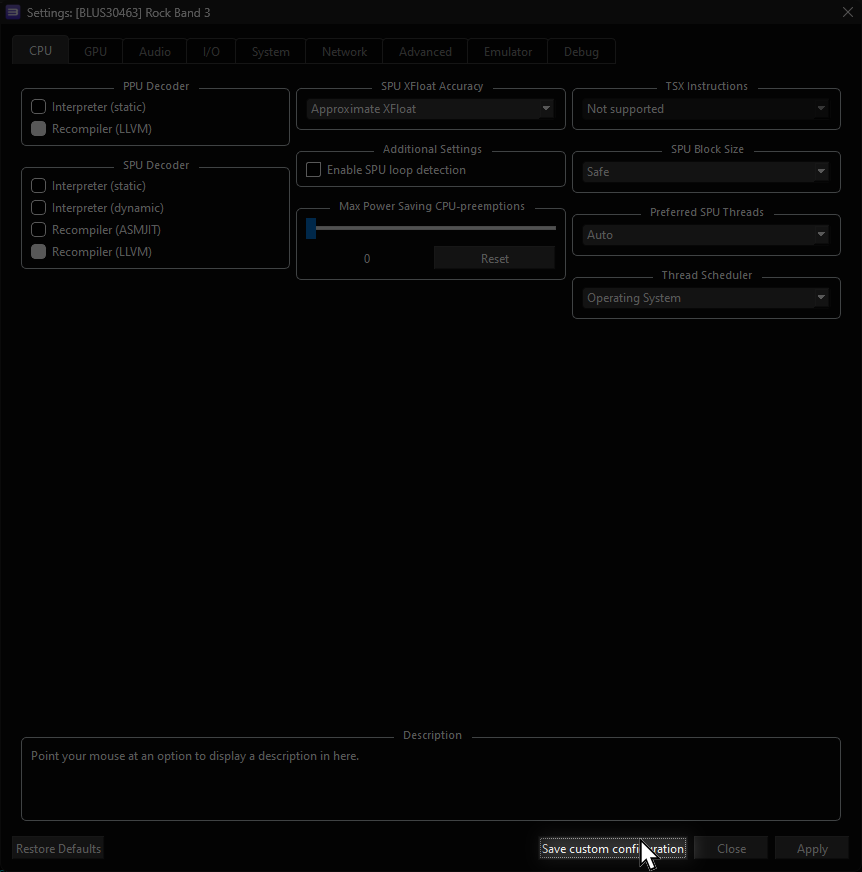 Settings: [BLUS30463] Rock Band 3
CPU GPU Audio I/O System Network Advanced Emulator Debug
PPU Decoder
Interpreter (static)
Recompiler (LLVM)
SPU Decoder
Interpreter (static)
Interpreter (dynamic)
Recompiler (ASMJIT)
Recompiler (LLVM)
SPU XFloat Accuracy
Approximate XFloat
Additional Settings
Enable SPU loop detection
Max Power Saving CPU-preemptions
0 Reset
TSX Instructions
Not supported
SPU Block Size
Safe
Preferred SPU Threads
Auto
Thread Scheduler
Operating System
Description
Point your mouse at an option to display a description in here.
Restore Defaults Save custom configuration Close Apply